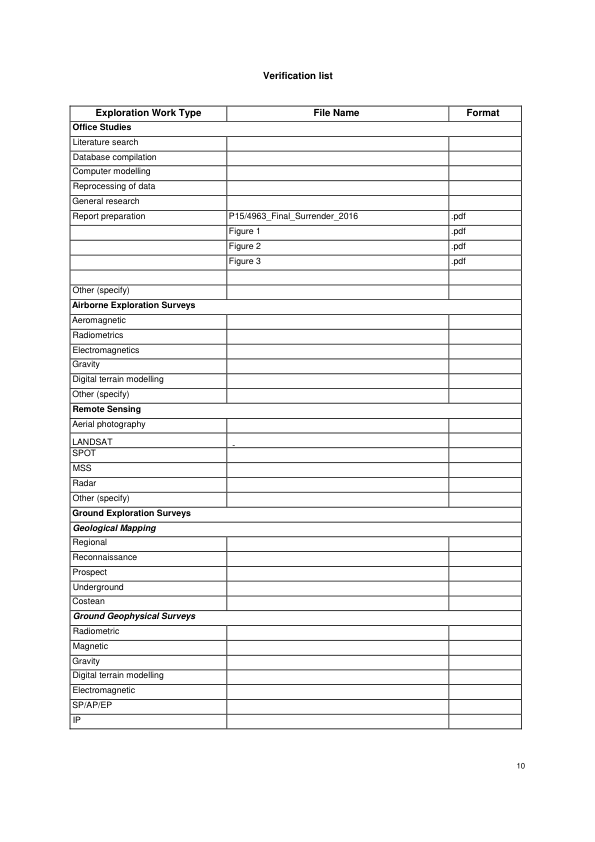 Verification list
Exploration Work Type File Name Format
Office Studies
Literature search
Database compilation
Computer modelling
Reprocessing of data
General research
Report preparation P15/4963_Final_Surrender_2016 .pdf
Figure 1 .pdf
Figure 2 .pdf
Figure 3 .pdf
Other (specify)
Airborne Exploration Surveys
Aeromagnetic
Radiometrics
Electromagnetics
Gravity
Digital terrain modelling
Other (specify)
Remote Sensing
Aerial photography
LANDSAT -
SPOT
MSS
Radar
Other (specify)
Ground Exploration Surveys
Geological Mapping
Regional
Reconnaissance
Prospect
Underground
Costean
Ground Geophysical Surveys
Radiometric
Magnetic
Gravity
Digital terrain modelling
Electromagnetic
SP/AP/EP
IP
10